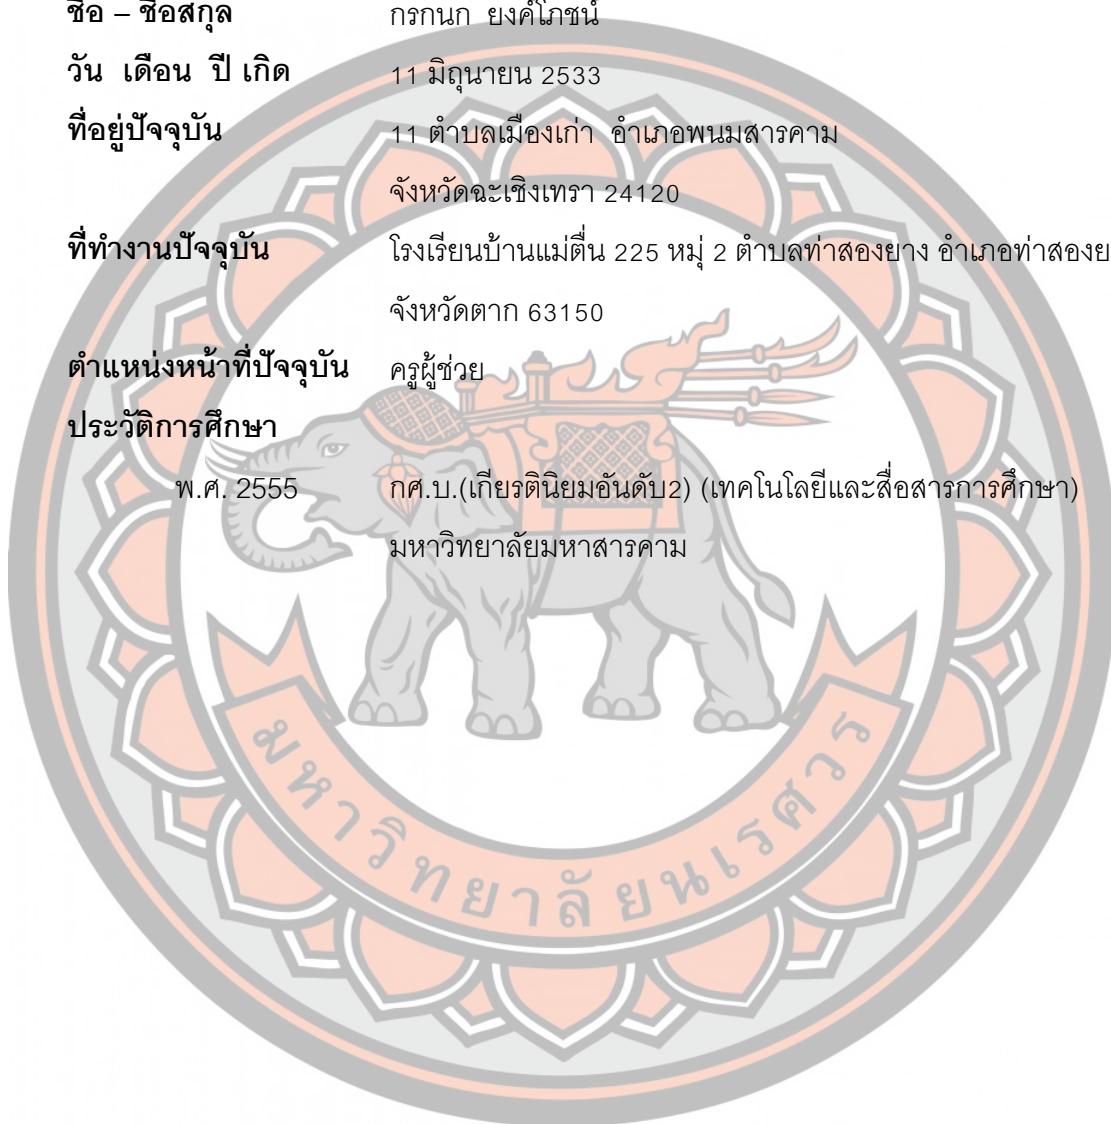 ชื่อ – ชื่อสกุล กรกนก ยงค์โภชน์
วัน เดือน ปี เกิด 11 มิถุนายน 2533
ที่อยู่ปัจจุบัน 11 ตำบลเมืองเก่า อำเภอพนมสารคาม
จังหวัดฉะเชิงเทรา 24120
ที่ทำงานปัจจุบัน โรงเรียนบ้านแม่ตื่น 225 หมู่ 2 ตำบลท่าสองยาง อำเภอท่าสองย
จังหวัดตาก 63150
ตำแหน่งหน้าที่ปัจจุบัน ครูผู้ช่วย
ประวัติการศึกษา
พ.ศ. 2555 กศ.บ.(เกียรตินิยมอันดับ2) (เทคโนโลยีและสื่อสารการศึกษา)
มหาวิทยาลัยมหาสารคาม
มหาวิทยาลัยนเรศวร